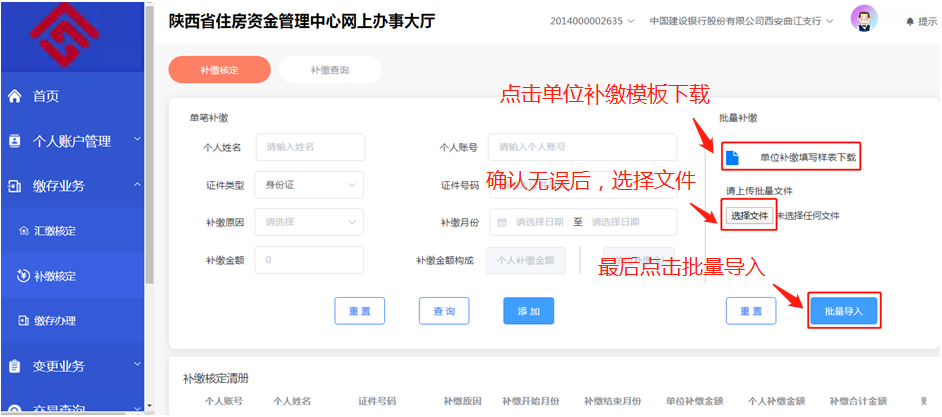 陕西省住房资金管理中心网上办事大厅
2014000002635
中国建设银行股份有限公司西安曲江支行
提示
首页
个人账户管理
缴存业务
汇缴核定
补缴核定
缴存办理
变更业务
交易查询
补缴核定
补缴查询
点击单位补缴模板下载
单笔补缴
批量补缴
个人姓名
请输入姓名
个人账号
请输入个人账号
单位补缴填写样表下载
证件类型
身份证
证件号码
确认无误后，选择文件
请上传批量文件
补缴原因
请选择
补缴月份
请选择日期 至 请选择日期
选择文件 未选择任何文件
补缴金额
0
补缴金额构成
个人补缴金额
最后点击批量导入
重 置
查 询
添 加
重 置
批量导入
补缴核定清册
个人账号 个人姓名 证件号码 补缴原因 补缴开始月份 补缴结束月份 单位补缴金额 个人补缴金额 补缴合计金额